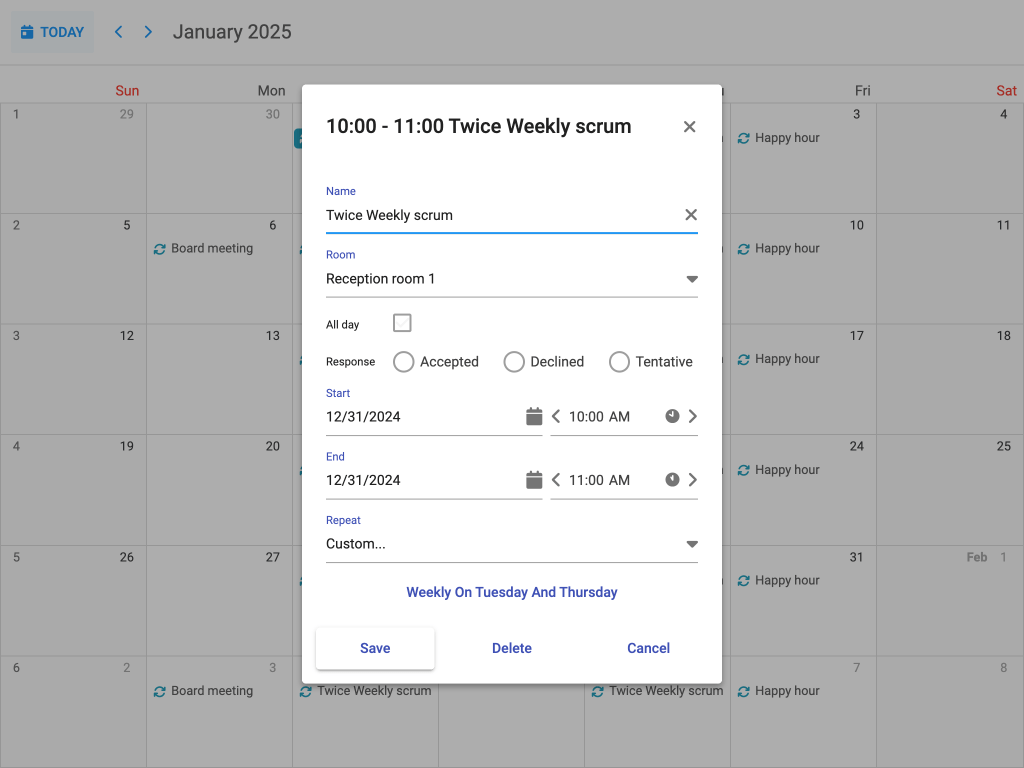 TODAY January 2025
Sun Mon Fri Sat
1 29 30 3 4
Happy hour
2 5 6 10 11
Board meeting Happy hour
3 12 13 17 18
Happy hour
4 19 20 24 25
Happy hour
5 26 27 31 Feb 1
Happy hour
6 2 3 7 8
Board meeting Twice Weekly scrum Twice Weekly scrum Happy hour
10:00 - 11:00 Twice Weekly scrum
Name
Twice Weekly scrum
Room
Reception room 1
All day
Response Accepted Declined Tentative
Start
12/31/2024 10:00 AM
End
12/31/2024 11:00 AM
Repeat
Custom...
Weekly On Tuesday And Thursday
Save Delete Cancel